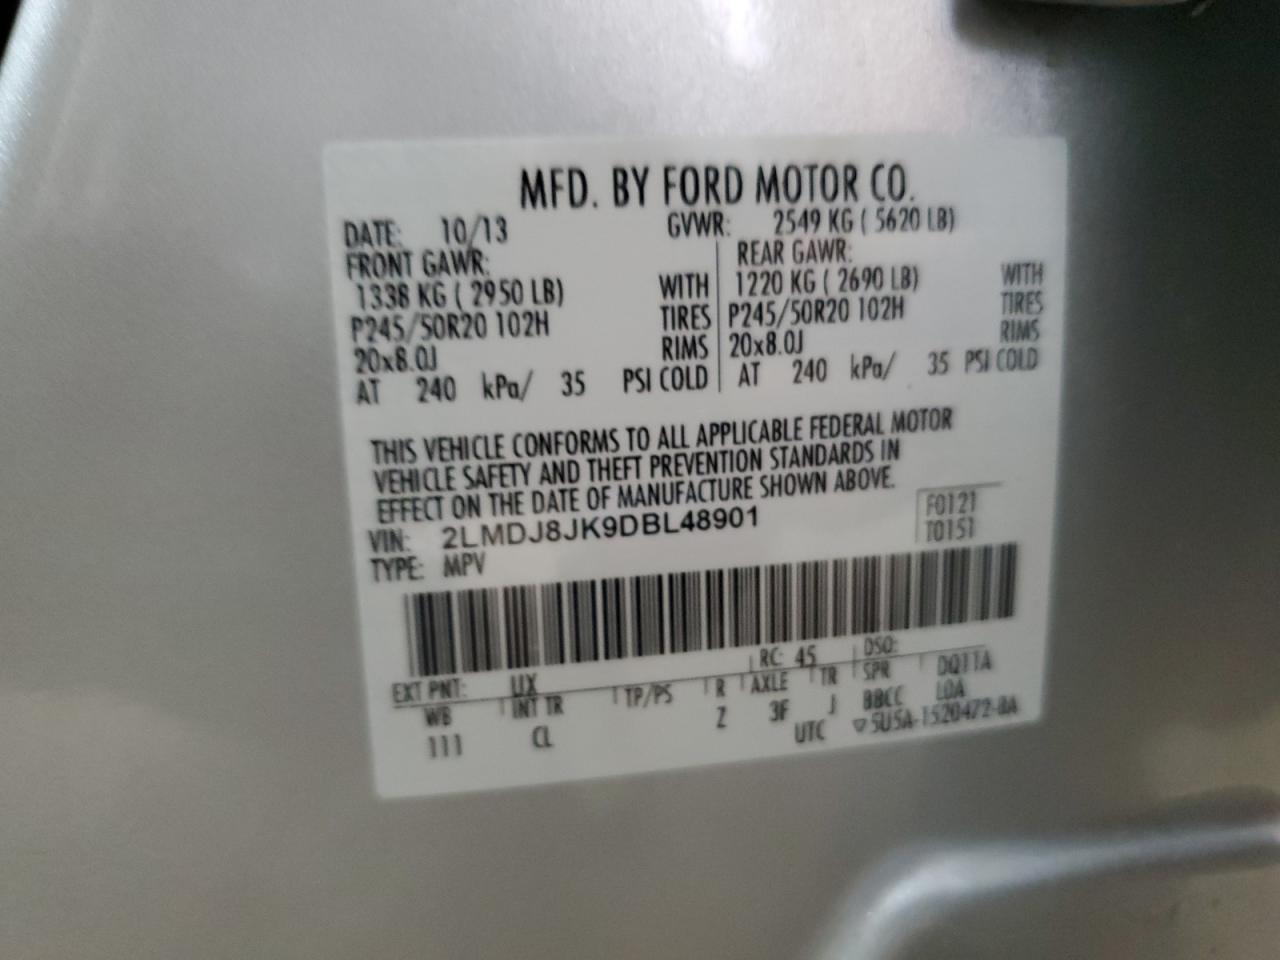 MFD. BY FORD MOTOR CO.
DATE: 10/13 GVWR: 2549 KG ( 5620 LB)
FRONT GAWR:
1338 KG ( 2950 LB) WITH
P245/50R20 102H TIRES
20x8.0J RIMS
AT 240 kPa/ 35 PSI COLD
REAR GAWR:
1220 KG ( 2690 LB) WITH
P245/50R20 102H TIRES
20x8.0J RIMS
AT 240 kPa/ 35 PSI COLD
THIS VEHICLE CONFORMS TO ALL APPLICABLE FEDERAL MOTOR
VEHICLE SAFETY AND THEFT PREVENTION STANDARDS IN
EFFECT ON THE DATE OF MANUFACTURE SHOWN ABOVE.
VIN: 2LMDJ8JK9DBL48901
F0121
T0151
TYPE: MPV
EXT PNT: UX RC: 45 DSO:
WB INT TR TP/PS R AXLE TR SPR DQ11A
111 CL Z 3F J BBCC LOA
UTC ▽5U5A-1520472-BA